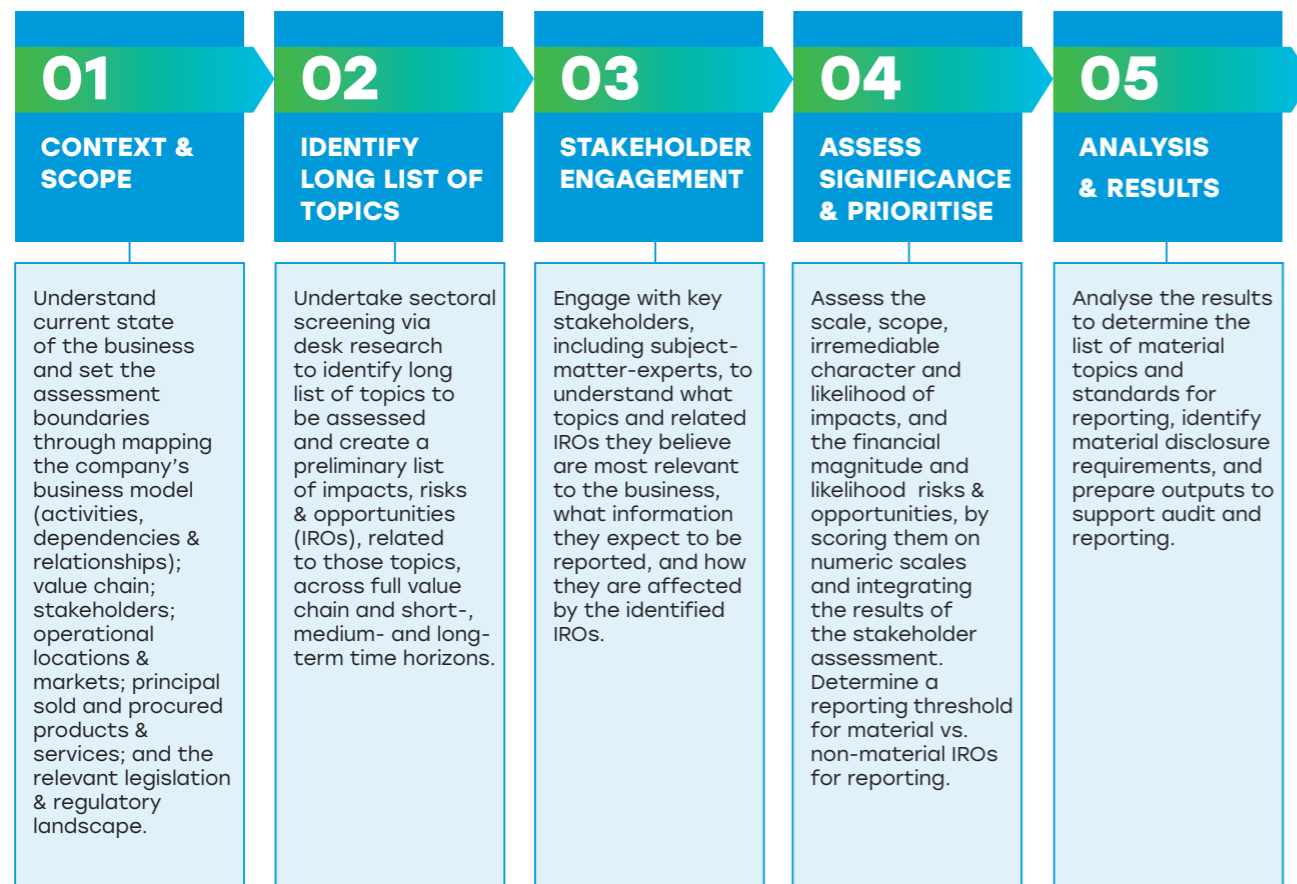 01
CONTEXT &
SCOPE
Understand
current state
of the business
and set the
assessment
boundaries
through mapping
the company’s
business model
(activities,
dependencies &
relationships);
value chain;
stakeholders;
operational
locations &
markets; principal
sold and procured
products &
services; and the
relevant legislation
& regulatory
landscape.
02
IDENTIFY
LONG LIST OF
TOPICS
Undertake sectoral
screening via
desk research
to identify long
list of topics to
be assessed
and create a
preliminary list
of impacts, risks
& opportunities
(IROs), related
to those topics,
across full value
chain and short-,
medium- and long-
term time horizons.
03
STAKEHOLDER
ENGAGEMENT
Engage with key
stakeholders,
including subject-
matter-experts, to
understand what
topics and related
IROs they believe
are most relevant
to the business,
what information
they expect to be
reported, and how
they are affected
by the identified
IROs.
04
ASSESS
SIGNIFICANCE
& PRIORITISE
Assess the
scale, scope,
irremediable
character and
likelihood of
impacts, and
the financial
magnitude and
likelihood  risks &
opportunities, by
scoring them on
numeric scales
and integrating
the results of
the stakeholder
assessment.
Determine a
reporting threshold
for material vs.
non-material IROs
for reporting.
05
ANALYSIS
& RESULTS
Analyse the results
to determine the
list of material
topics and
standards for
reporting, identify
material disclosure
requirements, and
prepare outputs to
support audit and
reporting.